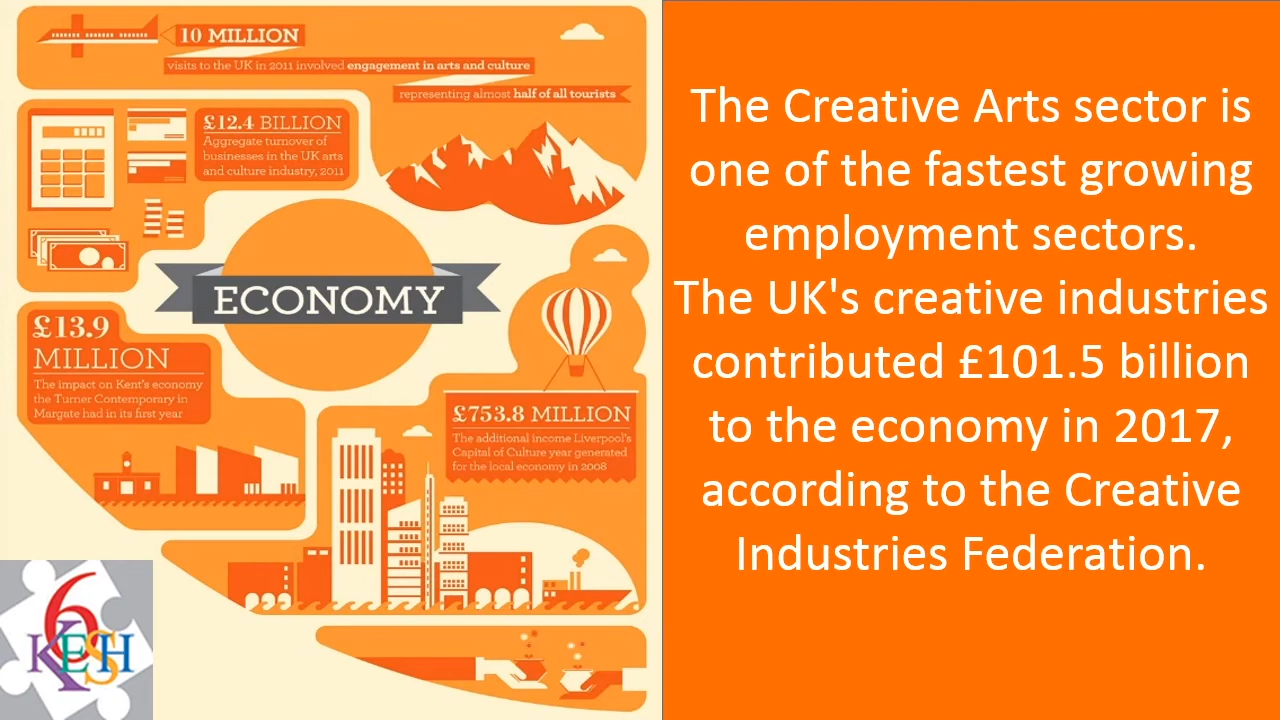 10 MILLION
visits to the UK in 2011 involved engagement in arts and culture
representing almost half of all tourists
£12.4 BILLION
Aggregate turnover of
businesses in the UK arts
and culture industry, 2011
ECONOMY
£13.9
MILLION
The impact on Kent's economy
the Turner Contemporary in
Margate had in its first year
£753.8 MILLION
The additional income Liverpool's
Capital of Culture year generated
for the local economy in 2008
6
KESH
The Creative Arts sector is
one of the fastest growing
employment sectors.
The UK's creative industries
contributed £101.5 billion
to the economy in 2017,
according to the Creative
Industries Federation.